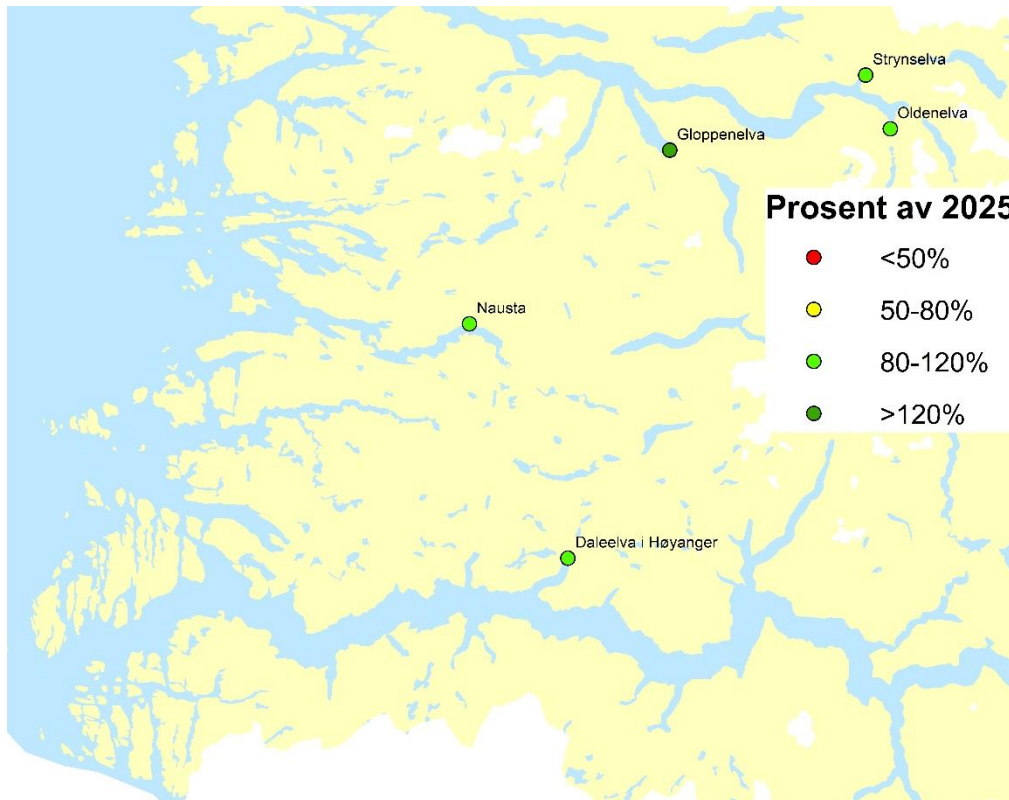 Strynselva
Oldenelva
Gloppenelva
Prosent av 2025
<50%
50-80%
80-120%
>120%
Nausta
Daleelva i Høyanger